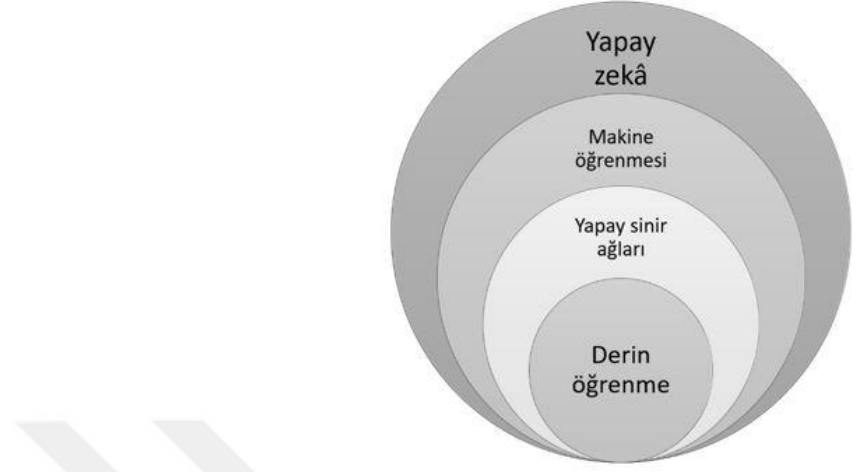 Yapay
zekâ
Makine
öğrenmesi
Yapay sinir
ağları
Derin
öğrenme